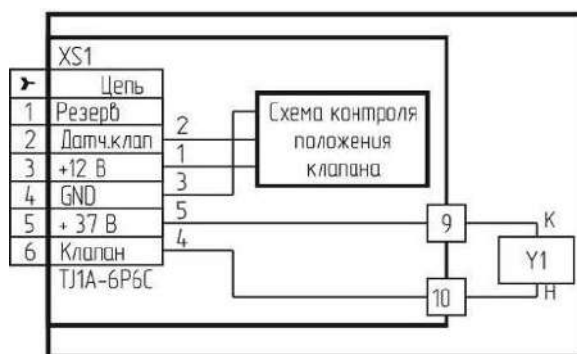 XS1
Цепь
1 Резерв
2 Датч.клап 2
3 +12 В 1
4 GND 3
5 + 37 В 5
6 Клапан 4
TJ1A-6P6C
Схема контроля
положения
клапана
9
К
Y1
10
Н